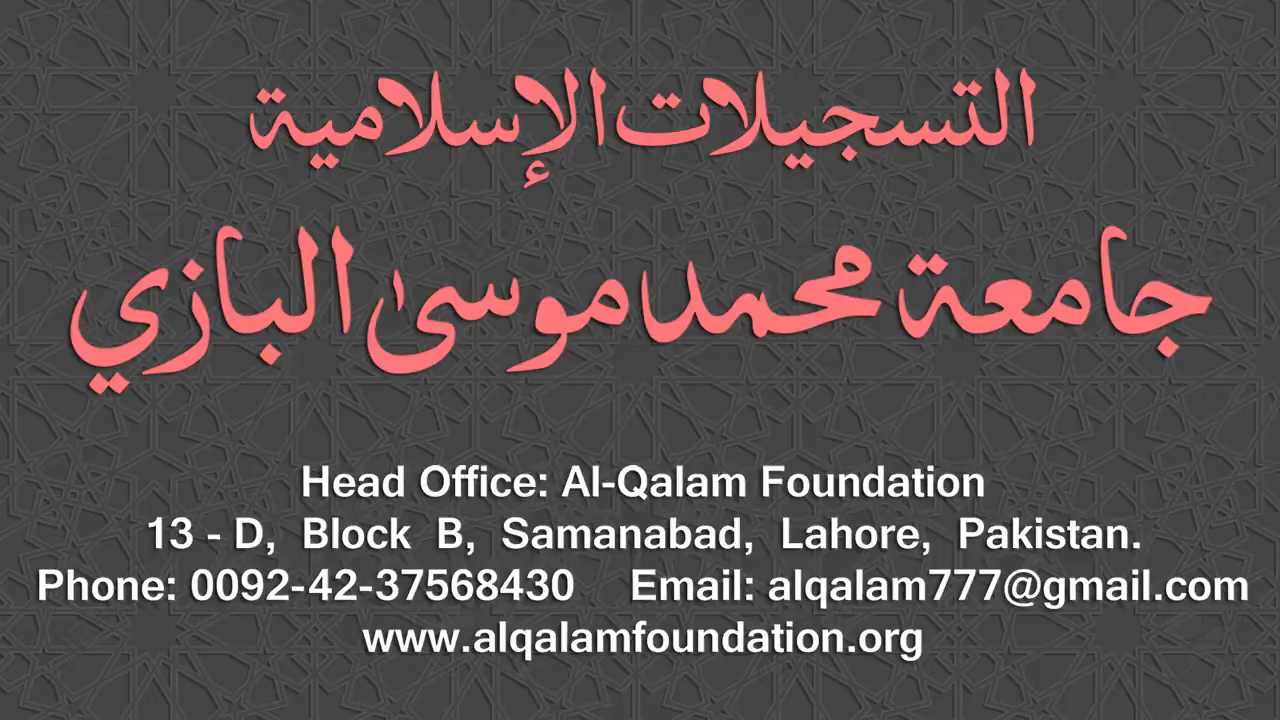 التسجيلات الإسلامية
جامعة محمد موسىٰ البازي
Head Office: Al-Qalam Foundation
13 - D, Block B, Samanabad, Lahore, Pakistan.
Phone: 0092-42-37568430 Email: alqalam777@gmail.com
www.alqalamfoundation.org